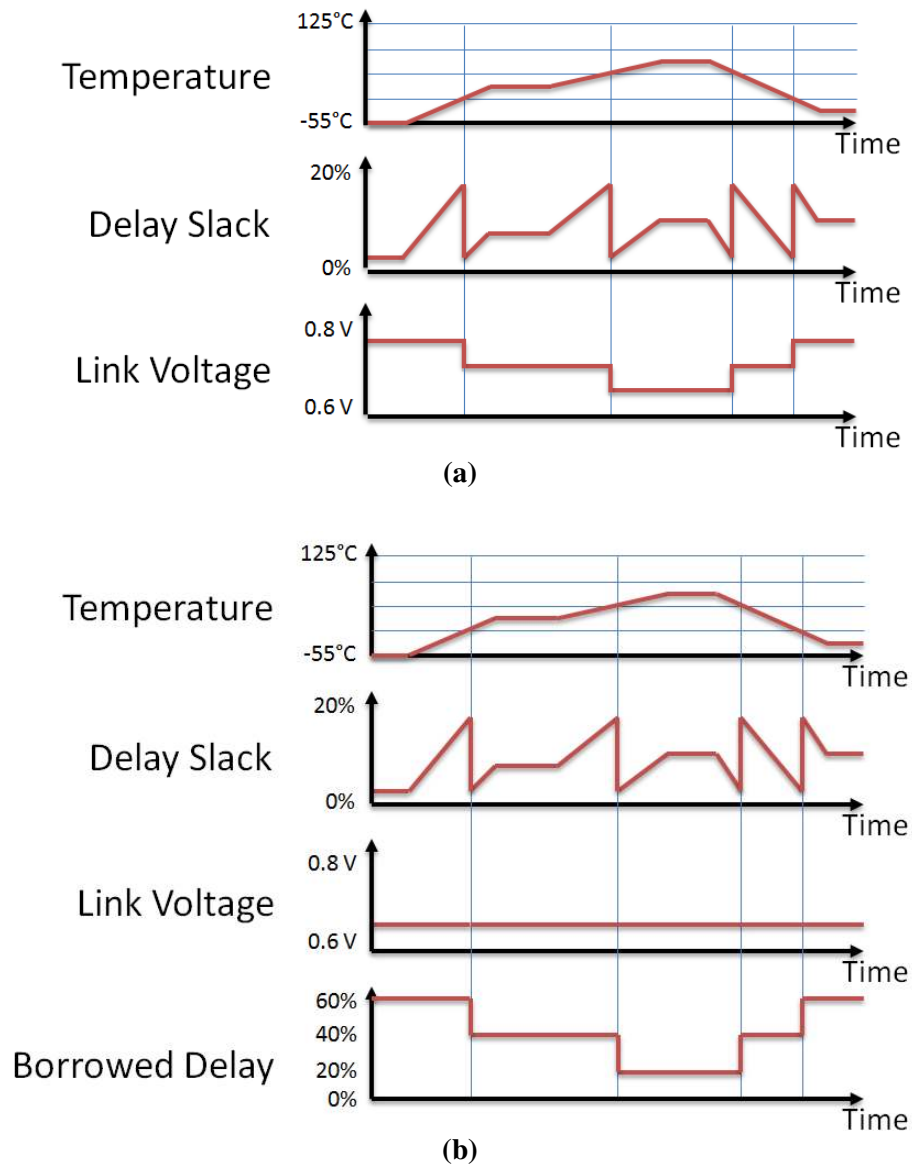 125°C
Temperature
-55°C
Time
20%
Delay Slack
0%
Time
0.8 V
Link Voltage
0.6 V
Time
(a)
125°C
Temperature
-55°C
Time
20%
Delay Slack
0%
Time
0.8 V
Link Voltage
0.6 V
Time
60%
40%
Borrowed Delay
20%
0%
Time
(b)